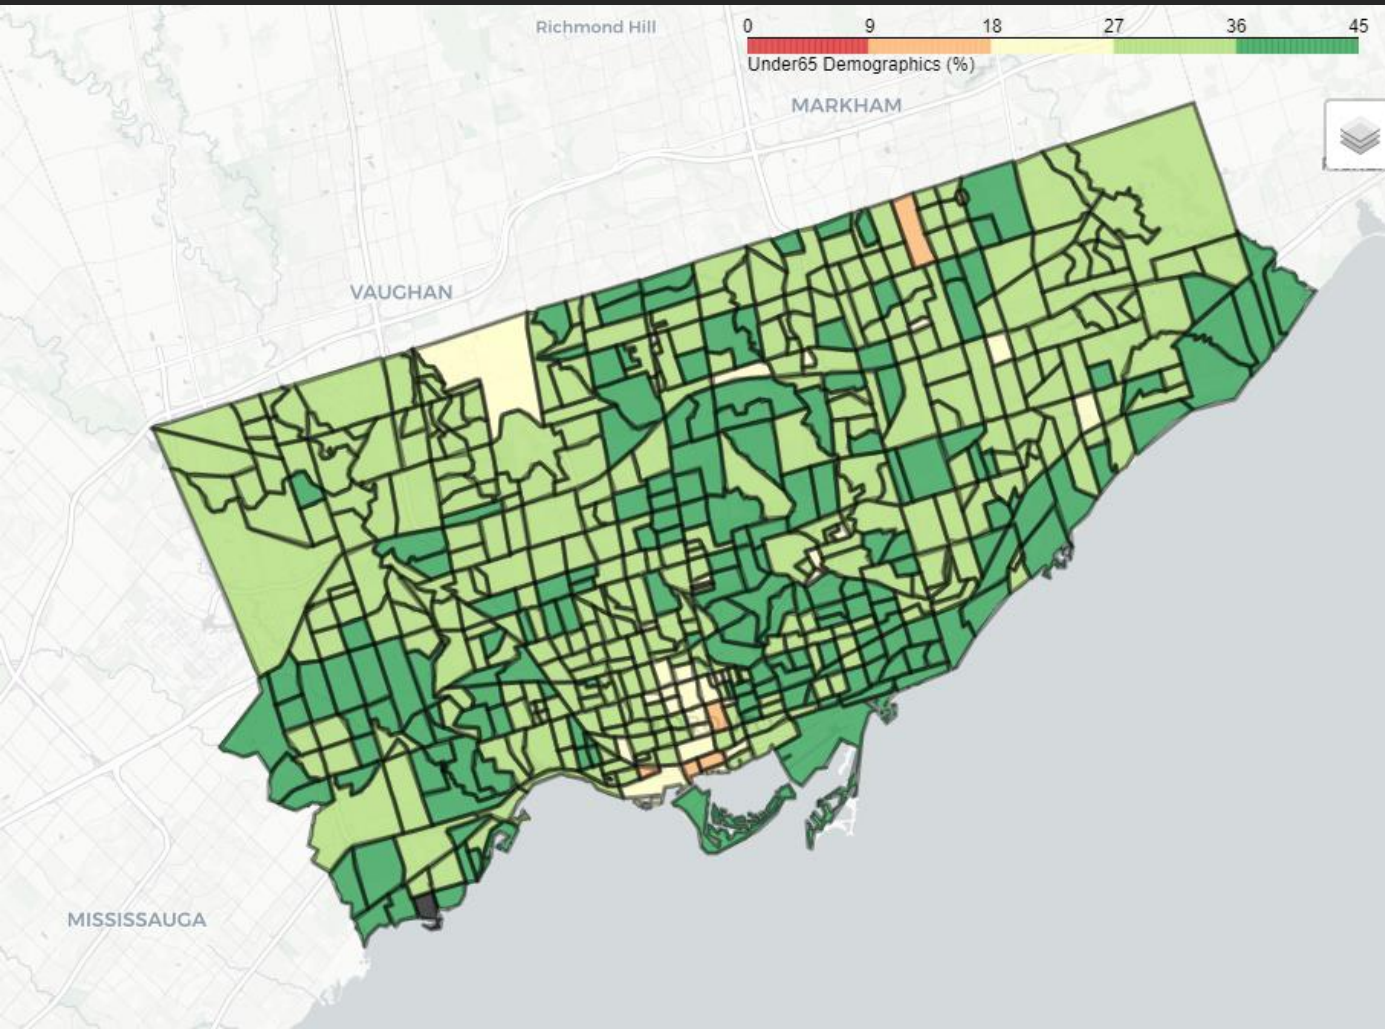 Richmond Hill
0 9 18 27 36 45
Under65 Demographics (%)
MARKHAM
VAUGHAN
MISSISSAUGA